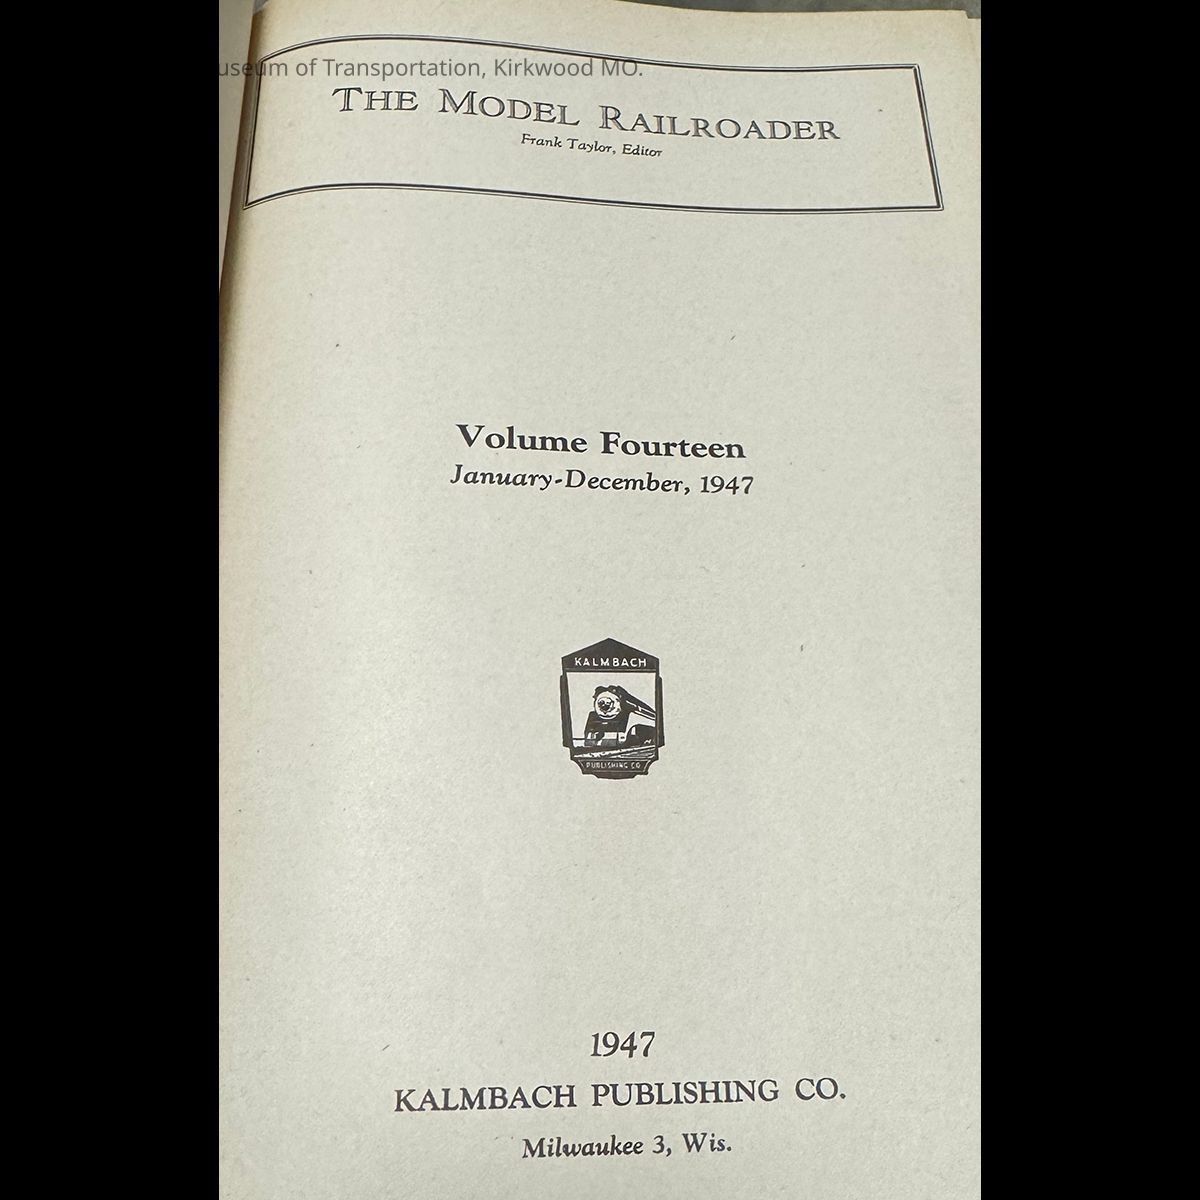 useum of Transportation, Kirkwood MO.
THE MODEL RAILROADER
Frank Taylor, Editor
Volume Fourteen
January-December, 1947
KALMBACH
PUBLISHING CO
1947
KALMBACH PUBLISHING CO.
Milwaukee 3, Wis.